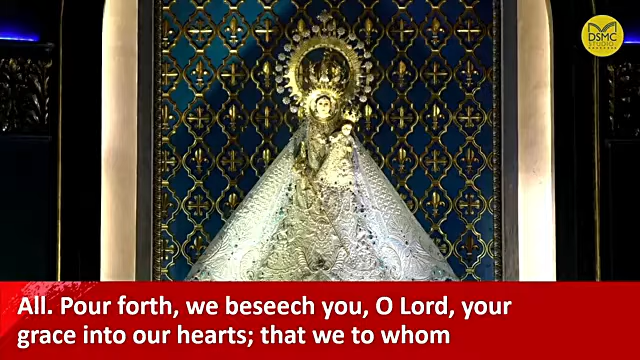 DSMC
STUDIO
All. Pour forth, we beseech you, O Lord, your
grace into our hearts; that we to whom